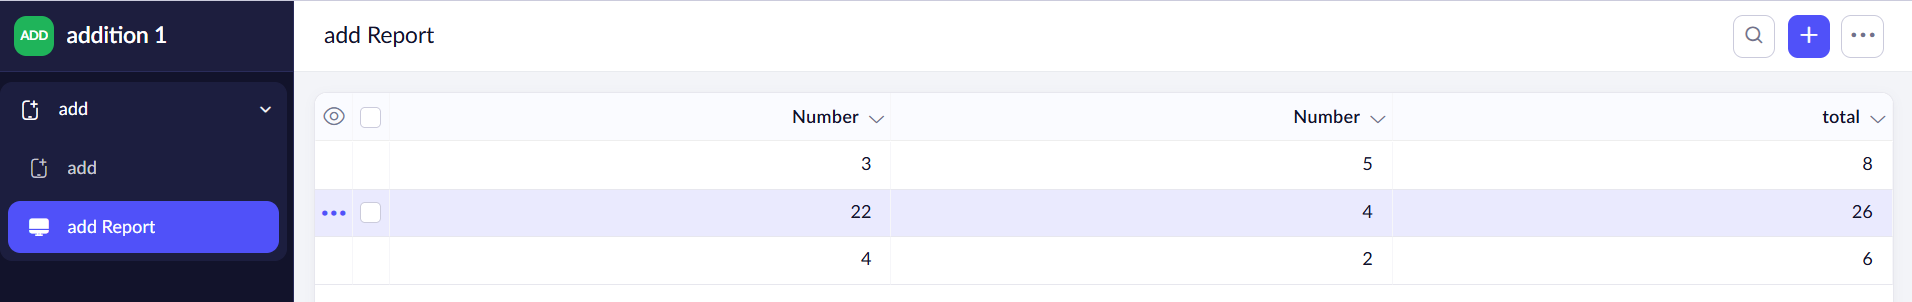 ADD addition 1
add Report
add
add
add Report
Number Number total
3 5 8
22 4 26
4 2 6